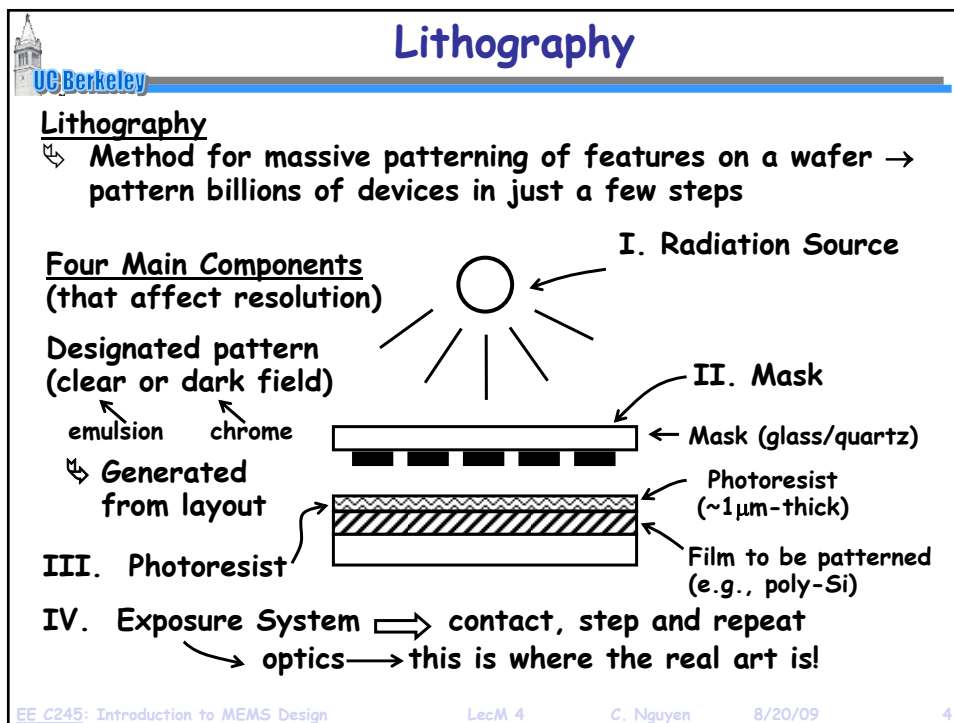 Lithography
UC Berkeley
Lithography
Method for massive patterning of features on a wafer →
pattern billions of devices in just a few steps
I. Radiation Source
Four Main Components
(that affect resolution)
Designated pattern
(clear or dark field)
emulsion chrome
Generated
from layout
II. Mask
Mask (glass/quartz)
Photoresist
(~1μm-thick)
III. Photoresist
Film to be patterned
(e.g., poly-Si)
IV. Exposure System ⇒ contact, step and repeat
optics → this is where the real art is!
EE C245: Introduction to MEMS Design LecM 4 C. Nguyen 8/20/09 4